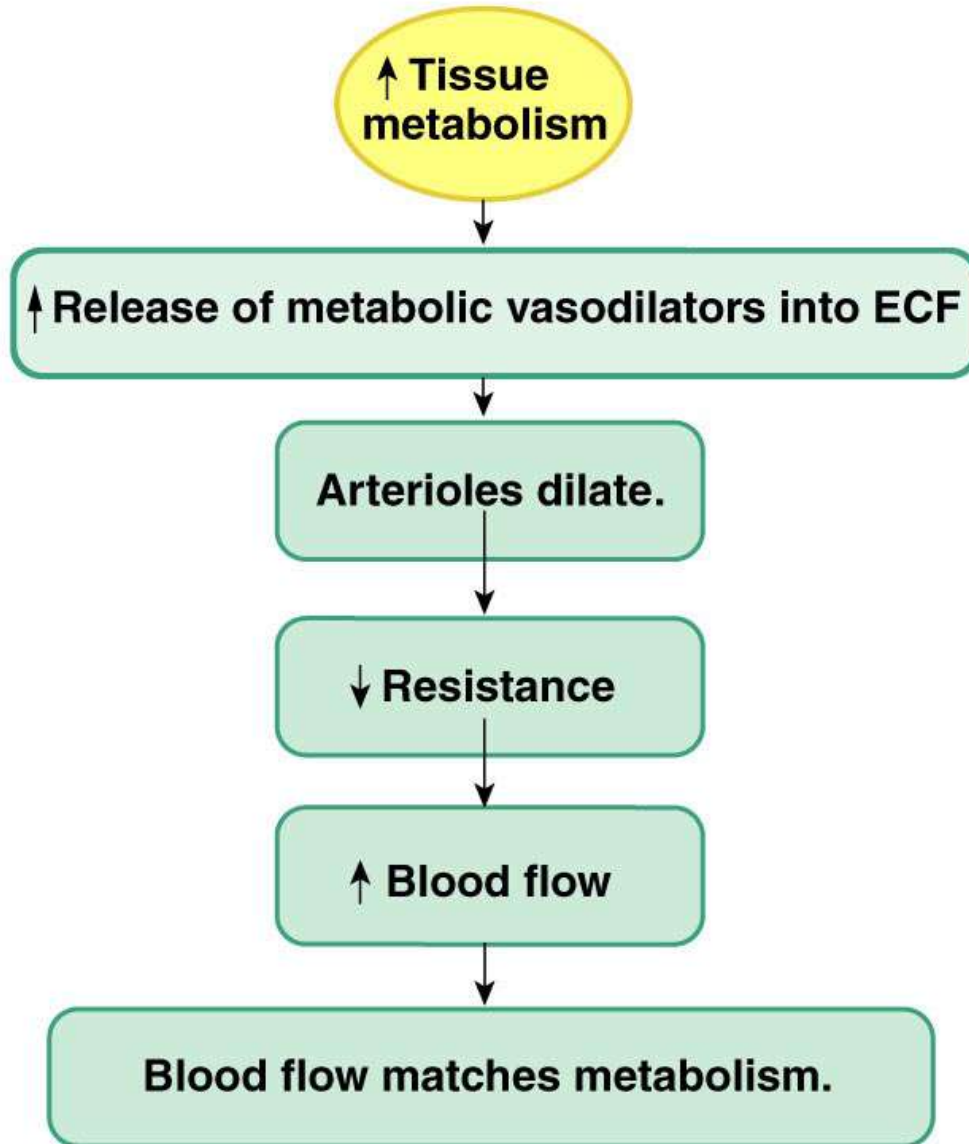 ↑ Tissue
metabolism
↑ Release of metabolic vasodilators into ECF
Arterioles dilate.
↓ Resistance
↑ Blood flow
Blood flow matches metabolism.